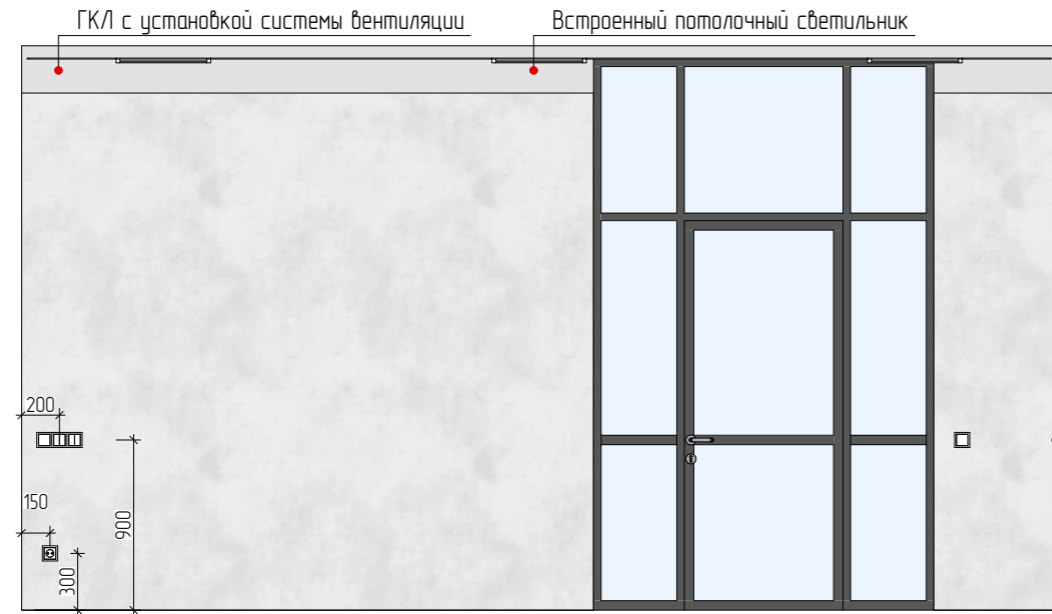 ГКЛ с установкой системы вентиляции
Встроенный потолочный светильник
200
150
900
300